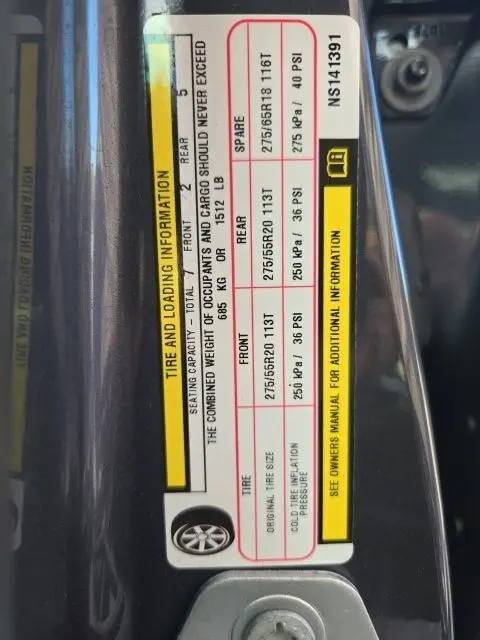 TIRE AND LOADING INFORMATION
SEATING CAPACITY - TOTAL 7 FRONT 2 REAR 5
THE COMBINED WEIGHT OF OCCUPANTS AND CARGO SHOULD NEVER EXCEED
685 KG OR 1512 LB
TIRE FRONT REAR SPARE
ORIGINAL TIRE SIZE 275/55R20 113T 275/55R20 113T 275/65R18 116T
COLD TIRE INFLATION
PRESSURE 250 kPa / 36 PSI 250 kPa / 36 PSI 275 kPa / 40 PSI
SEE OWNERS MANUAL FOR ADDITIONAL INFORMATION
NS141391